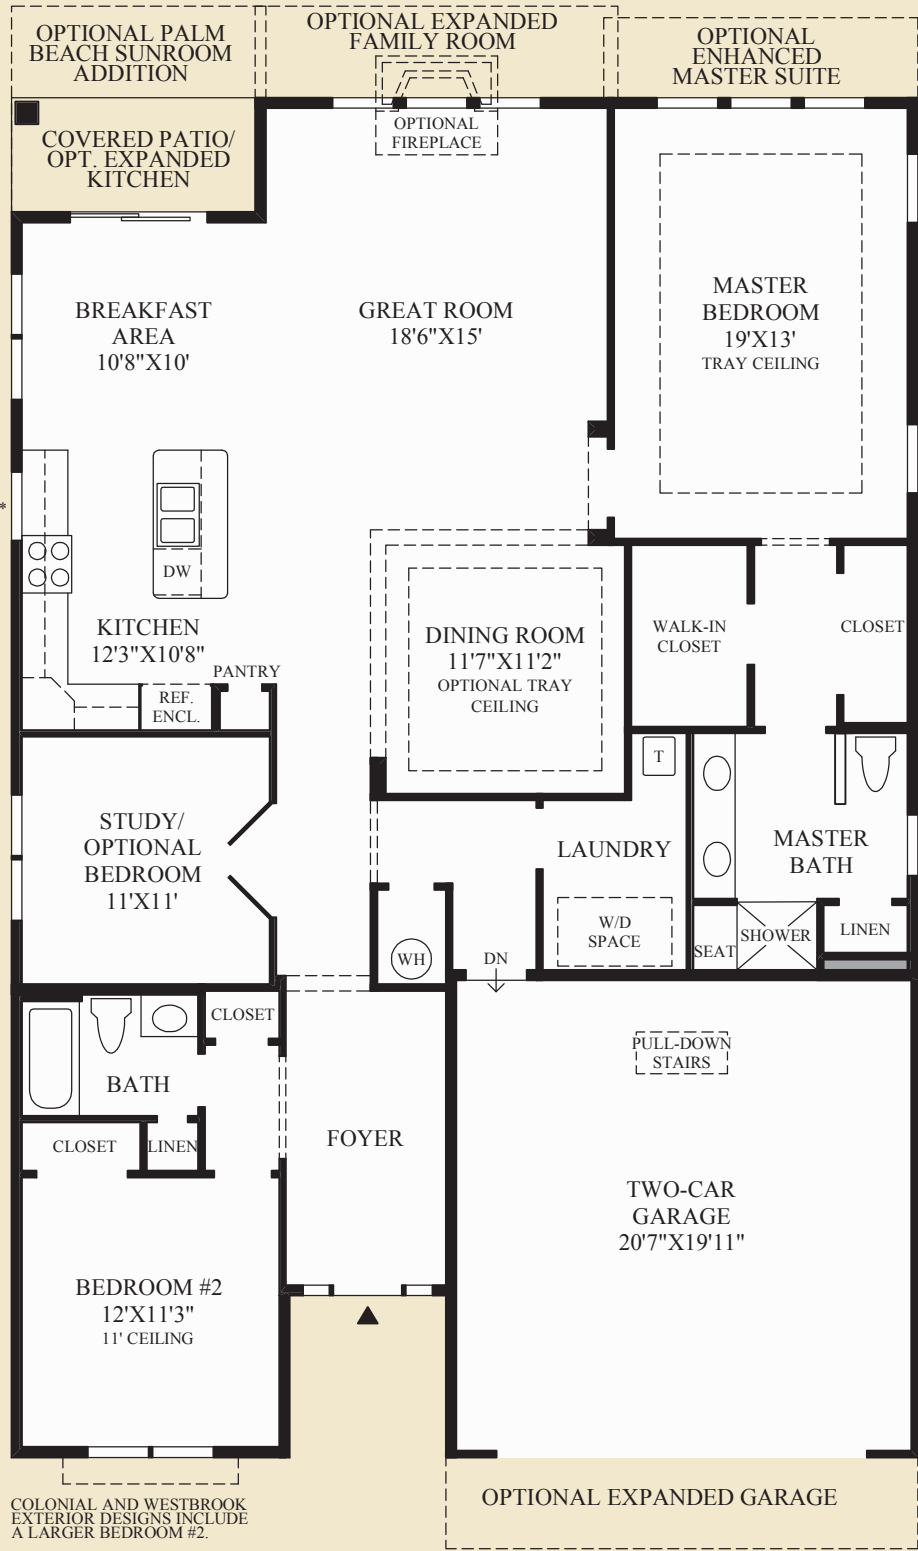 OPTIONAL PALM
BEACH SUNROOM
ADDITION
OPTIONAL EXPANDED
FAMILY ROOM
OPTIONAL
ENHANCED
MASTER SUITE
COVERED PATIO/
OPT. EXPANDED
KITCHEN
OPTIONAL
FIREPLACE
BREAKFAST
AREA
10'8"X10'
GREAT ROOM
18'6"X15'
MASTER
BEDROOM
19'X13'
TRAY CEILING
*
DW
KITCHEN
12'3"X10'8"
PANTRY
REF.
ENCL.
DINING ROOM
11'7"X11'2"
OPTIONAL TRAY
CEILING
WALK-IN
CLOSET
CLOSET
STUDY/
OPTIONAL
BEDROOM
11'X11'
T
LAUNDRY
W/D
SPACE
MASTER
BATH
SEAT
SHOWER
LINEN
WH
DN
CLOSET
BATH
CLOSET
LINEN
FOYER
PULL-DOWN
STAIRS
TWO-CAR
GARAGE
20'7"X19'11"
BEDROOM #2
12'X11'3"
11' CEILING
COLONIAL AND WESTBROOK
EXTERIOR DESIGNS INCLUDE
A LARGER BEDROOM #2.
OPTIONAL EXPANDED GARAGE